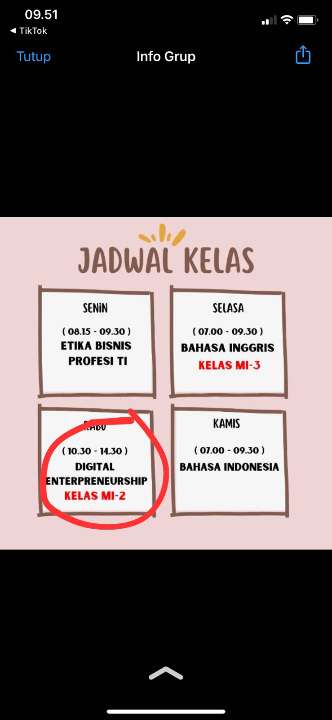 09.51
◀ TikTok
Tutup
Info Grup
JADWAL KELAS
SENIN
( 08.15 - 09.30 )
ETIKA BISNIS
PROFESI TI
SELASA
( 07.00 - 09.30 )
BAHASA INGGRIS
KELAS MI-3
RABU
( 10.30 - 14.30 )
DIGITAL
ENTERPRENEURSHIP
KELAS MI-2
KAMIS
( 07.00 - 09.30 )
BAHASA INDONESIA